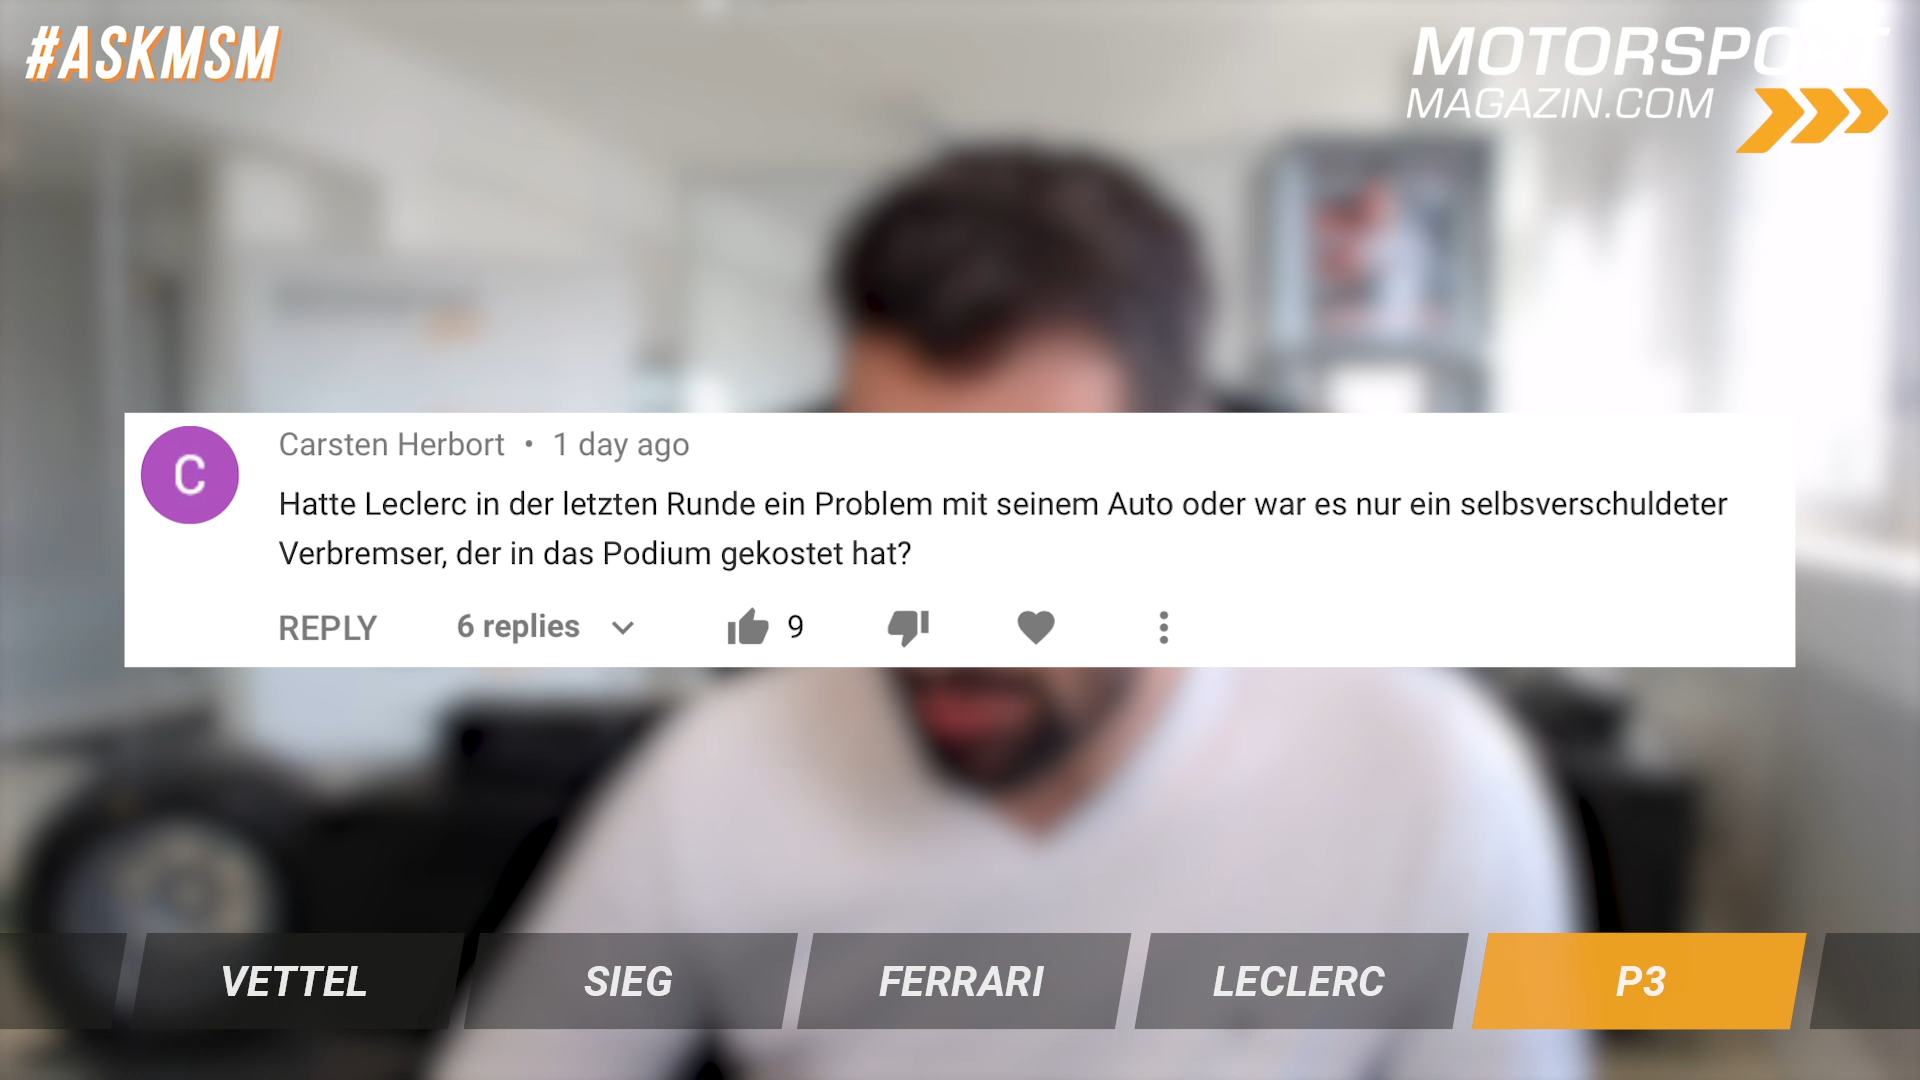 #ASKMSM
MOTORSPORT
MAGAZIN.COM
C
Carsten Herbort • 1 day ago
Hatte Leclerc in der letzten Runde ein Problem mit seinem Auto oder war es nur ein selbsverschuldeter
Verbremser, der in das Podium gekostet hat?
REPLY 6 replies 9
VETTEL SIEG FERRARI LECLERC P3